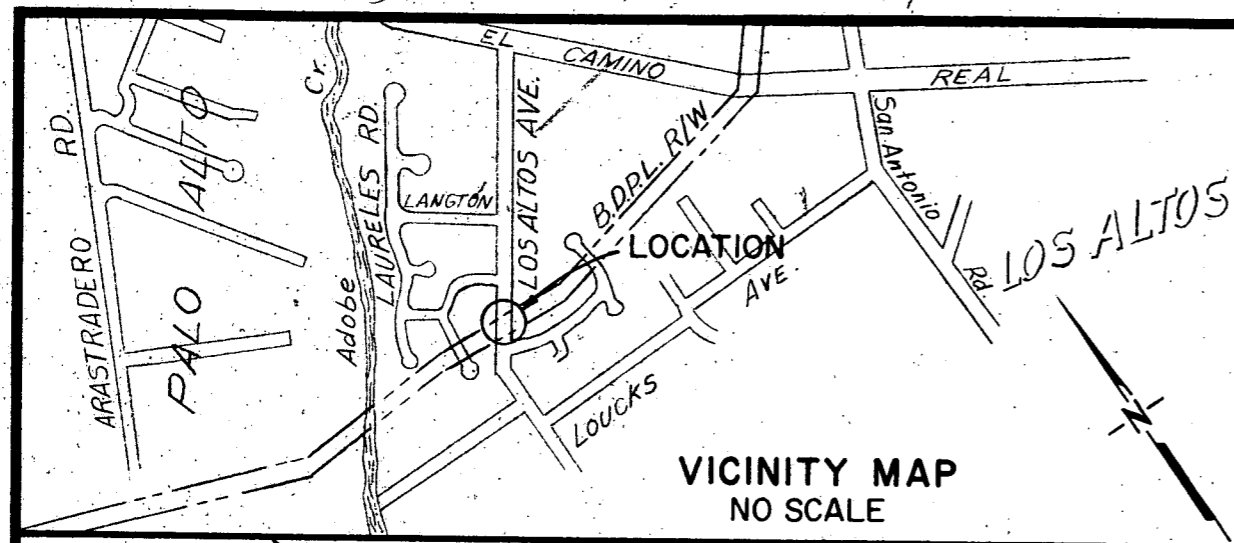 EL CAMINO REAL
ARASTRADERO RD.
PALO ALTO
Adobe Cr.
LAURELES RD.
LANGTON
LOS ALTOS AVE.
B.D.P.L. R/W
San Antonio Rd.
LOS ALTOS
LOCATION
LOUCKS AVE.
N
VICINITY MAP
NO SCALE